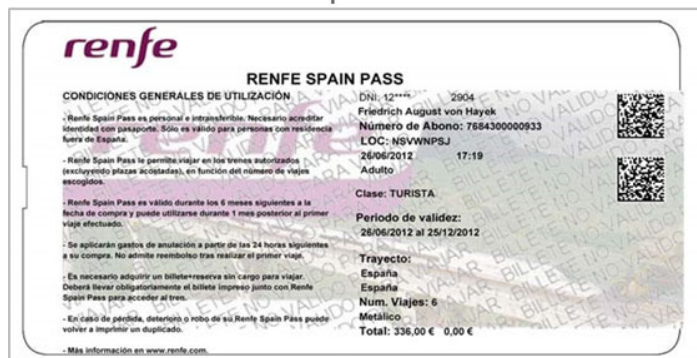 renfe
RENFE SPAIN PASS
CONDICIONES GENERALES DE UTILIZACIÓN
- Renfe Spain Pass es personal e intransferible. Necesario acreditar
identidad con pasaporte. Sólo es válido para personas con residencia
fuera de España.
- Renfe Spain Pass le permite viajar en los trenes autorizados
(excluyendo plazas acostadas), en función del número de viajes
escogidos.
- Renfe Spain Pass es válido durante los 6 meses siguientes a la
fecha de compra y puede utilizarse durante 1 mes posterior al primer
viaje efectuado.
- Se aplicarán gastos de anulación a partir de las 24 horas siguientes
a su compra. No admite reembolso tras realizar el primer viaje.
- Es necesario adquirir un billete+reserva sin cargo para viajar.
Deberá llevar obligatoriamente el billete impreso junto con Renfe
Spain Pass para acceder al tren.
- En caso de pérdida, deterioro o robo de su Renfe Spain Pass puede
volver a imprimir un duplicado.
- Más información en www.renfe.com.
DNI: 12**** 2904
Friedrich August von Hayek
Número de Abono: 7684300000933
LOC: NSVWNPSJ
26/06/2012 17:19
Adulto
Clase: TURISTA
Periodo de validez:
26/06/2012 al 25/12/2012
Trayecto:
España
España
Num. Viajes: 6
Metálico
Total: 336,00 € 0,00 €
BILLETE NO VALIDO PARA VIAJAR